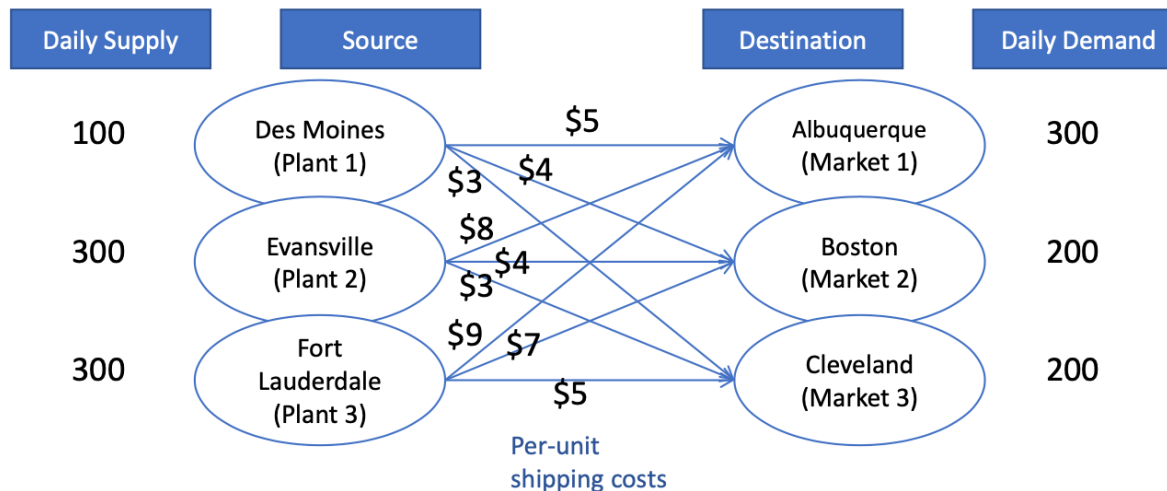 Daily Supply
Source
Destination
Daily Demand
100
Des Moines
(Plant 1)
$5
Albuquerque
(Market 1)
300
$4
$3
300
Evansville
(Plant 2)
$8
$4
$3
Boston
(Market 2)
200
300
Fort
Lauderdale
(Plant 3)
$9
$7
$5
Cleveland
(Market 3)
200
Per-unit
shipping costs